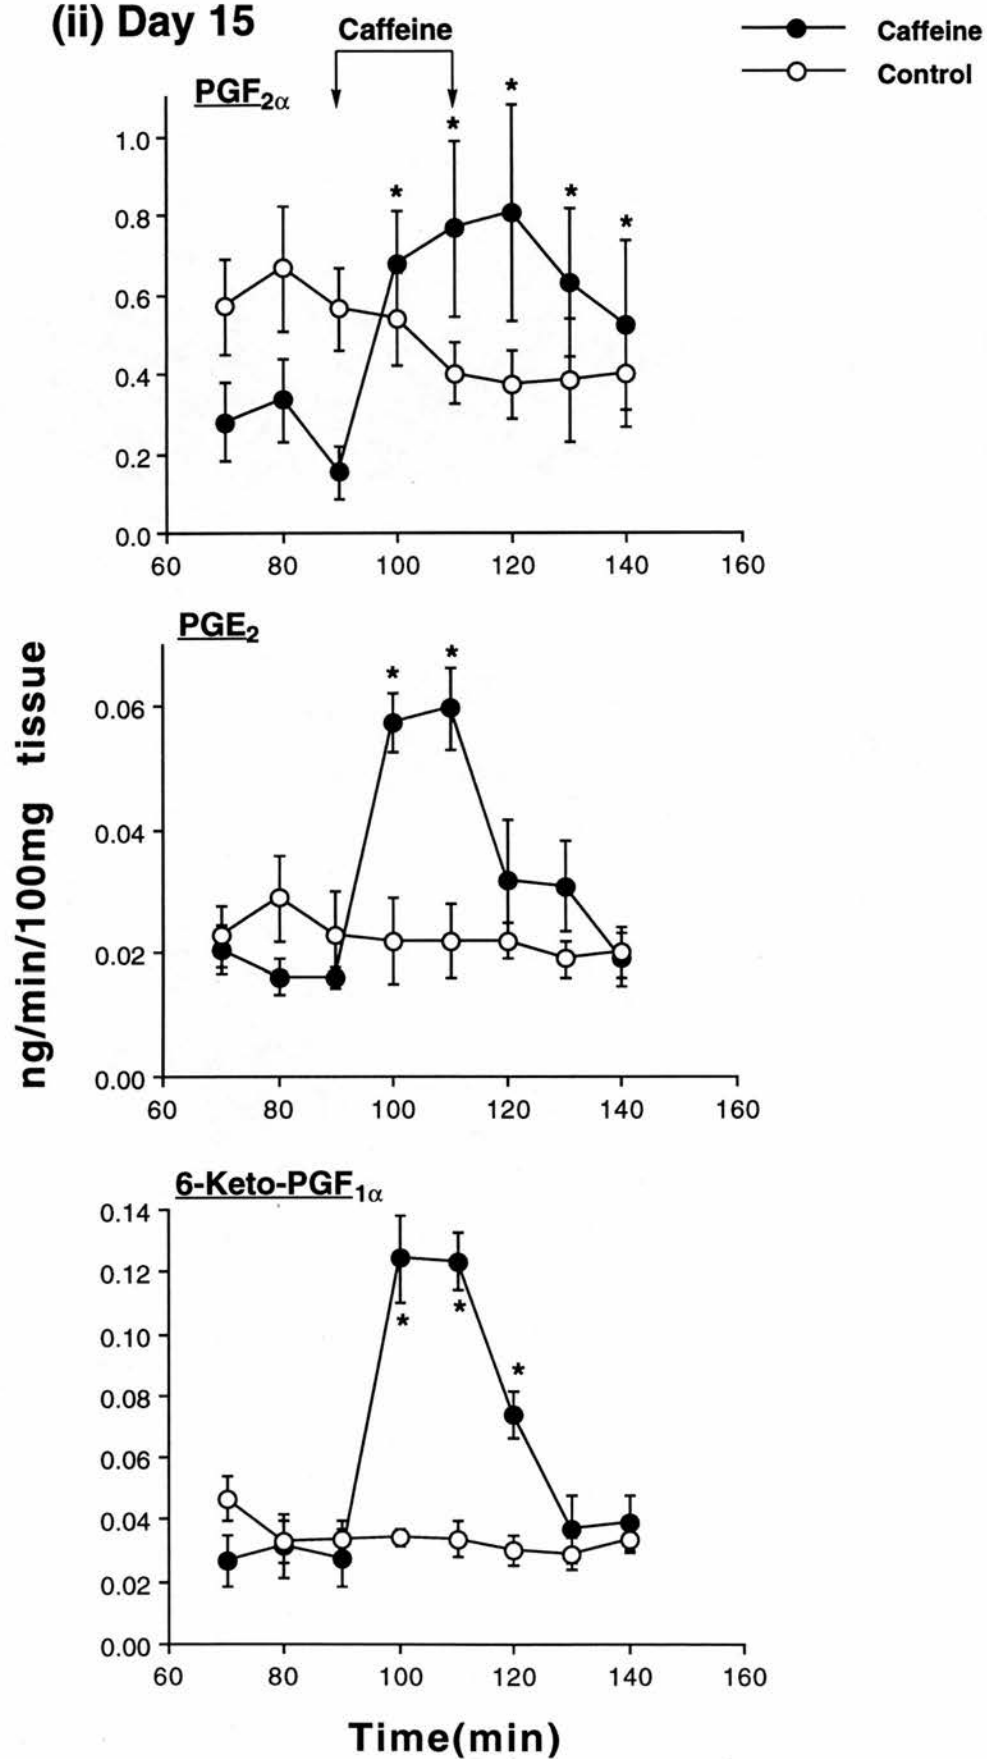 (ii) Day 15
Caffeine
Caffeine
Control
PGF2α
* * * * *
1.0
0.8
0.6
0.4
0.2
0.0
60 80 100 120 140 160
PGE2
* *
0.06
0.04
0.02
0.00
60 80 100 120 140 160
ng/min/100mg tissue
6-Keto-PGF1α
0.14
0.12
0.10
0.08
0.06
0.04
0.02
0.00
* * *
60 80 100 120 140 160
Time(min)